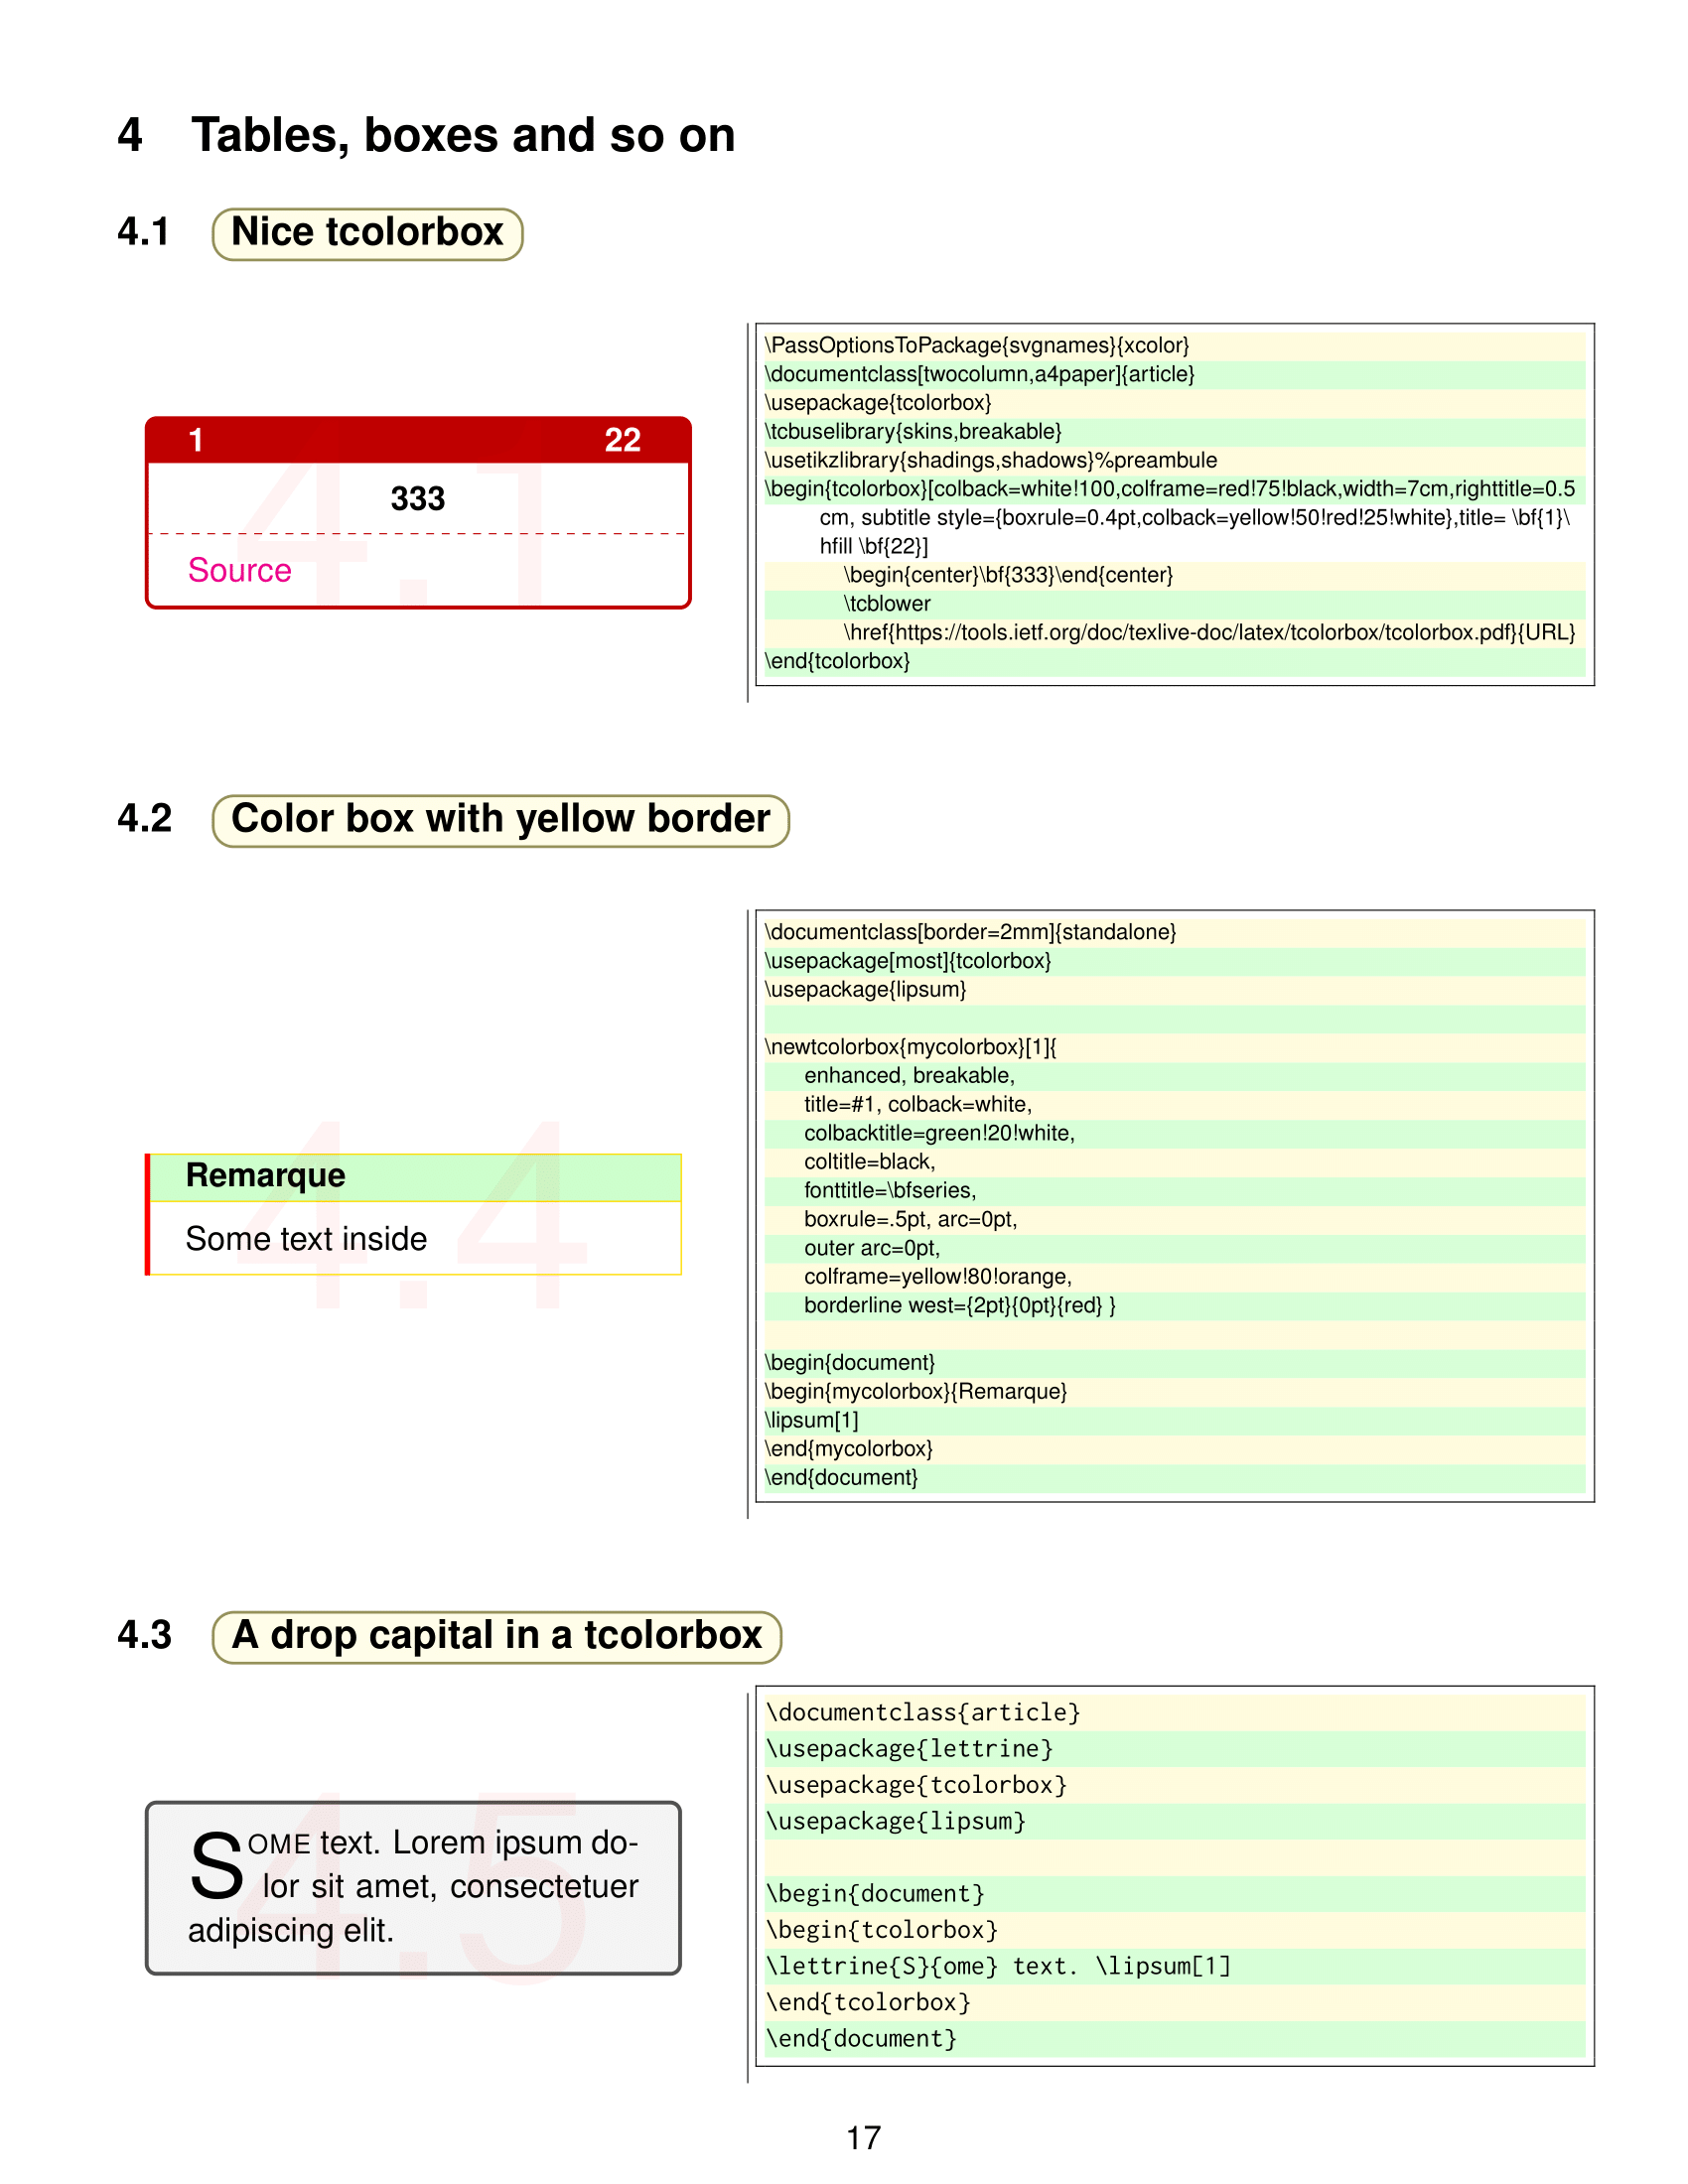 4 Tables, boxes and so on
4.1 Nice tcolorbox
4.1
1 22
333
Source
\PassOptionsToPackage{svgnames}{xcolor}
\documentclass[twocolumn,a4paper]{article}
\usepackage{tcolorbox}
\tcbuselibrary{skins,breakable}
\usetikzlibrary{shadings,shadows}%preambule
\begin{tcolorbox}[colback=white!100,colframe=red!75!black,width=7cm,righttitle=0.5
cm, subtitle style={boxrule=0.4pt,colback=yellow!50!red!25!white},title= \bf{1}\
hfill \bf{22}]
\begin{center}\bf{333}\end{center}
\tcblower
\href{https://tools.ietf.org/doc/texlive-doc/latex/tcolorbox/tcolorbox.pdf}{URL}
\end{tcolorbox}
4.2 Color box with yellow border
4.4
Remarque
Some text inside
\documentclass[border=2mm]{standalone}
\usepackage[most]{tcolorbox}
\usepackage{lipsum}
\newtcolorbox{mycolorbox}[1]{
enhanced, breakable,
title=#1, colback=white,
colbacktitle=green!20!white,
coltitle=black,
fonttitle=\bfseries,
boxrule=.5pt, arc=0pt,
outer arc=0pt,
colframe=yellow!80!orange,
borderline west={2pt}{0pt}{red} }
\begin{document}
\begin{mycolorbox}{Remarque}
\lipsum[1]
\end{mycolorbox}
\end{document}
4.3 A drop capital in a tcolorbox
4.5
SOME text. Lorem ipsum do-
lor sit amet, consectetuer
adipiscing elit.
\documentclass{article}
\usepackage{lettrine}
\usepackage{tcolorbox}
\usepackage{lipsum}
\begin{document}
\begin{tcolorbox}
\lettrine{S}{ome} text. \lipsum[1]
\end{tcolorbox}
\end{document}
17